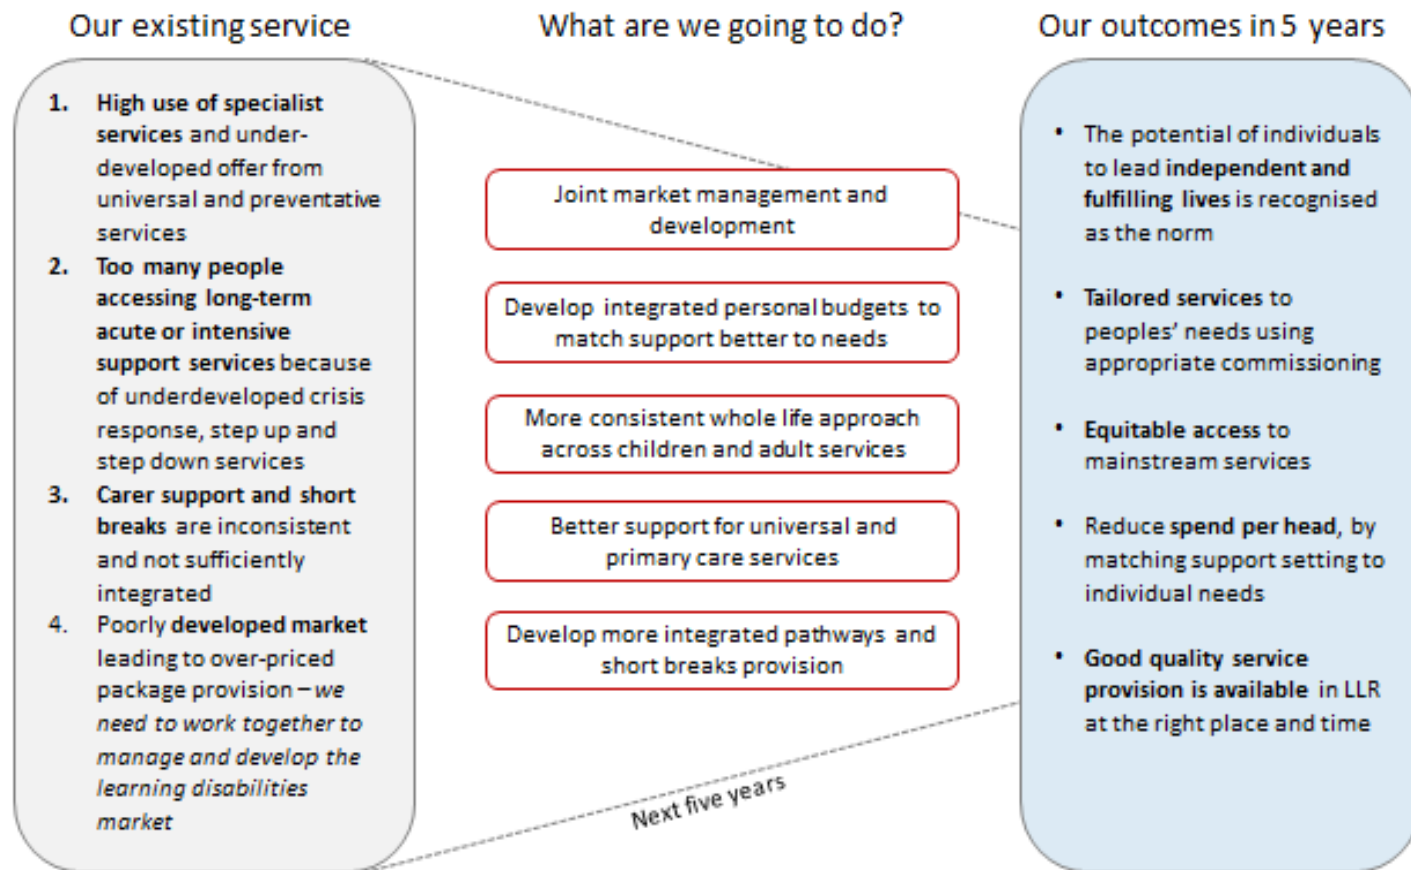 Our existing service
1. High use of specialist
services and under-
developed offer from
universal and preventative
services
2. Too many people
accessing long-term
acute or intensive
support services because
of underdeveloped crisis
response, step up and
step down services
3. Carer support and short
breaks are inconsistent
and not sufficiently
integrated
4. Poorly developed market
leading to over-priced
package provision – we
need to work together to
manage and develop the
learning disabilities
market
What are we going to do?
Joint market management and
development
Develop integrated personal budgets to
match support better to needs
More consistent whole life approach
across children and adult services
Better support for universal and
primary care services
Develop more integrated pathways and
short breaks provision
Next five years
Our outcomes in 5 years
• The potential of individuals
to lead independent and
fulfilling lives is recognised
as the norm
• Tailored services to
peoples’ needs using
appropriate commissioning
• Equitable access to
mainstream services
• Reduce spend per head, by
matching support setting to
individual needs
• Good quality service
provision is available in LLR
at the right place and time